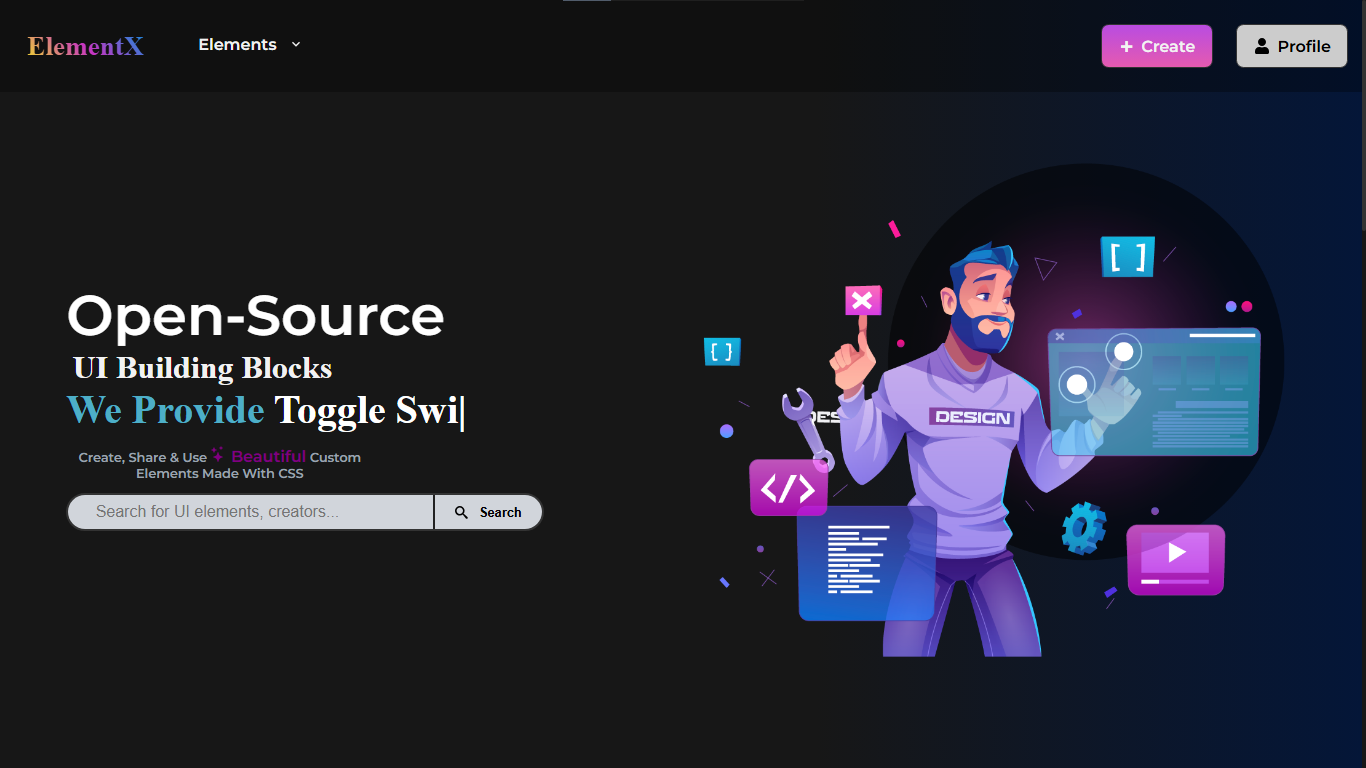 ElementX
Elements
+ Create
Profile
Open-Source
UI Building Blocks
We Provide Toggle Swi|
Create, Share & Use Beautiful Custom
Elements Made With CSS
Search for UI elements, creators...
Search
[ ]
{ }
DES
DESIGN
</>